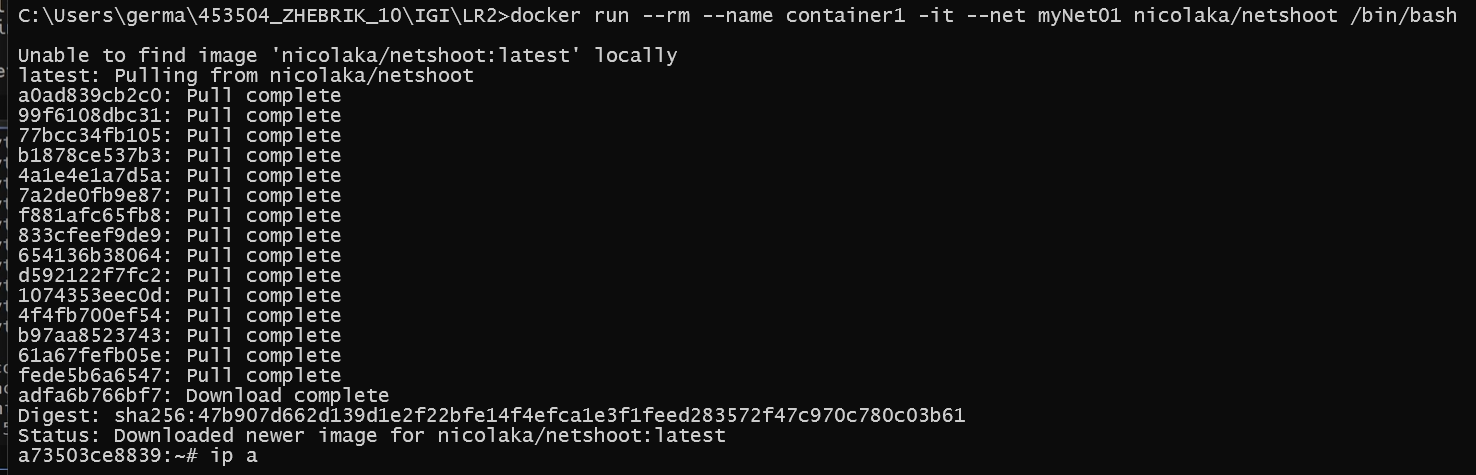 C:\Users\germa\453504_ZHEBRIK_10\IGI\LR2>docker run --rm --name container1 -it --net myNet01 nicolaka/netshoot /bin/bash
Unable to find image 'nicolaka/netshoot:latest' locally
latest: Pulling from nicolaka/netshoot
a0ad839cb2c0: Pull complete
99f6108dbc31: Pull complete
77bcc34fb105: Pull complete
b1878ce537b3: Pull complete
4a1e4e1a7d5a: Pull complete
7a2de0fb9e87: Pull complete
f881afc65fb8: Pull complete
833cfeef9de9: Pull complete
654136b38064: Pull complete
d592122f7fc2: Pull complete
1074353eec0d: Pull complete
4f4fb700ef54: Pull complete
b97aa8523743: Pull complete
61a67fefb05e: Pull complete
fede5b6a6547: Pull complete
adfa6b766bf7: Download complete
Digest: sha256:47b907d662d139d1e2f22bfe14f4efca1e3f1feed283572f47c970c780c03b61
Status: Downloaded newer image for nicolaka/netshoot:latest
a73503ce8839:~# ip a